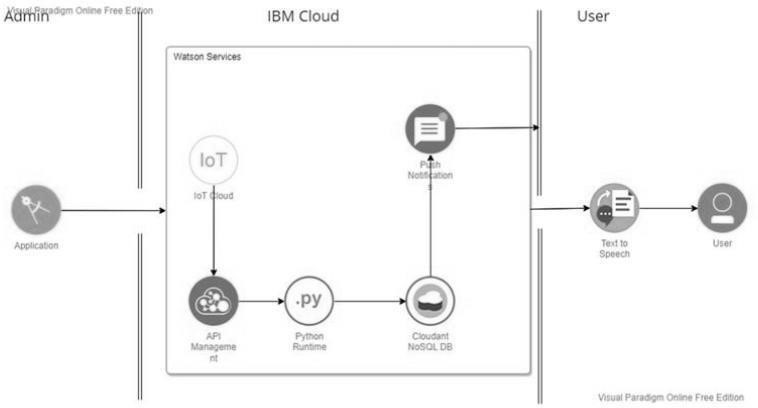 Visual Paradigm Online Free Edition
Admin
IBM Cloud
User
Watson Services
IoT
IoT Cloud
Push
Notification
s
Application
Text to
Speech
User
.py
API
Manageme
nt
Python
Runtime
Cloudant
NoSQL DB
Visual Paradigm Online Free Edition